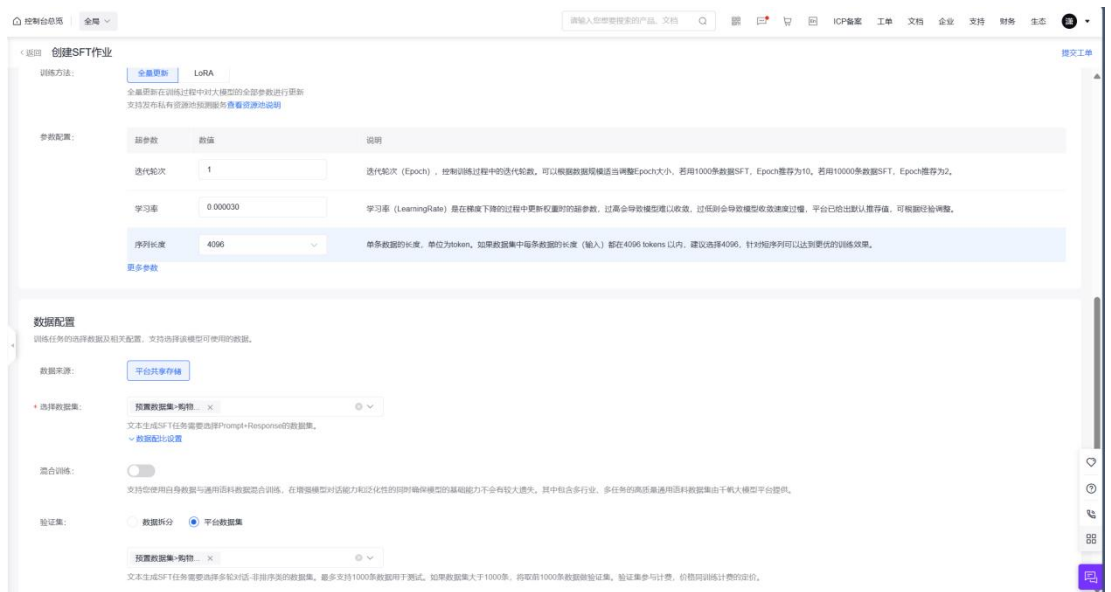 控制台总览 全局
请输入您想要搜索的产品、文档
ICP备案 工单 文档 企业 支持 财务 生态
返回 创建SFT作业 提交工单
训练方法: 全量更新 LoRA
全量更新在训练过程中对大模型的全部参数进行更新
支持发布私有资源池预测服务查看资源池说明
参数配置:
超参数 数值 说明
迭代轮次 1 迭代轮次（Epoch），控制训练过程中的迭代轮数。可以根据数据规模适当调整Epoch大小，若用1000条数据SFT，Epoch推荐为10。若用10000条数据SFT，Epoch推荐为2。
学习率 0.000030 学习率（LearningRate）是在梯度下降的过程中更新权重时的超参数，过高会导致模型难以收敛，过低则会导致模型收敛速度过慢，平台已给出默认推荐值，可根据经验调整。
序列长度 4096 单条数据的长度，单位为token。如果数据集中每条数据的长度（输入）都在4096 tokens 以内，建议选择4096，针对短序列可以达到更优的训练效果。
更多参数
数据配置
训练任务的选择数据及相关配置，支持选择该模型可使用的数据。
数据来源: 平台共享存储
* 选择数据集: 预置数据集>购物...
文本生成SFT任务需要选择Prompt+Response的数据集。
数据配比设置
混合训练:
支持您使用自身数据与通用语料数据混合训练，在增强模型对话能力和泛化性的同时确保模型的基础能力不会有较大遗失。其中包含多行业、多任务的高质量通用语料数据集由千帆大模型平台提供。
验证集: 数据拆分 平台数据集
预置数据集>购物...
文本生成SFT任务需要选择多轮对话-非排序类的数据集。最多支持1000条数据用于测试。如果数据集大于1000条，将取前1000条数据做验证集。验证集参与计费，价格同训练计费的定价。